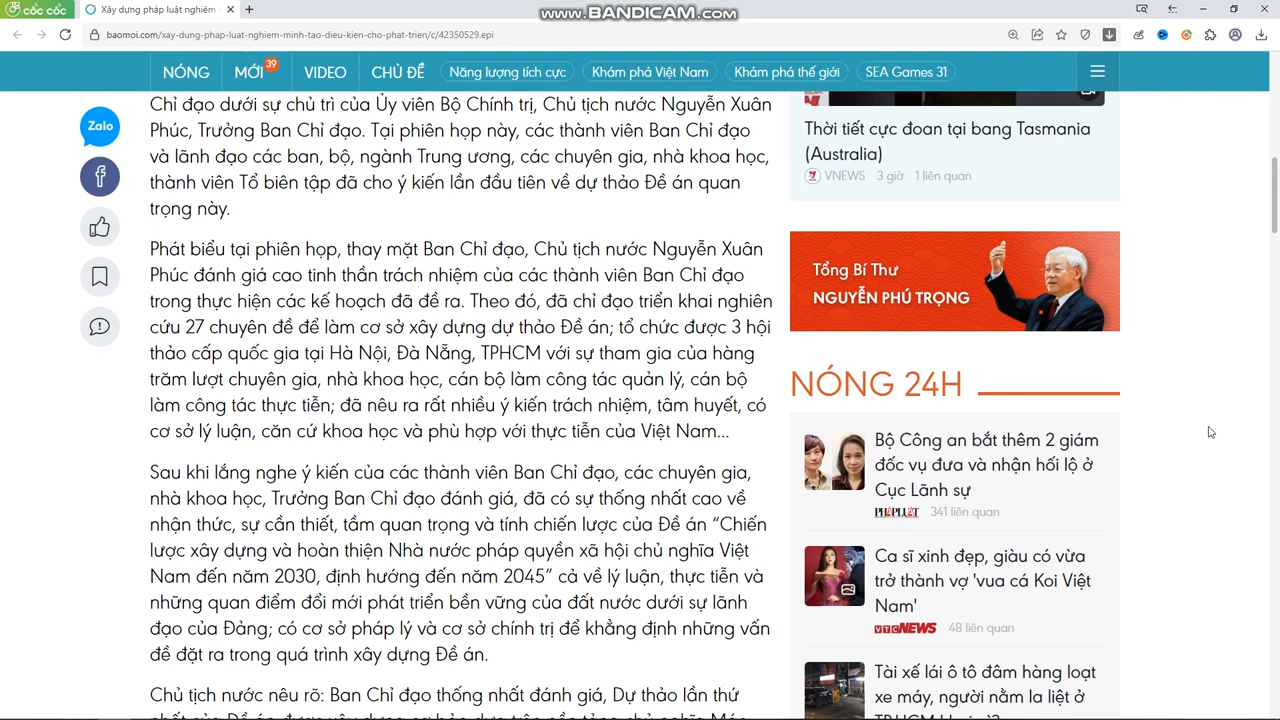 cốc cốc
Xây dựng pháp luật nghiêm
www.BANDICAM.com
baomoi.com/xay-dung-phap-luat-nghiem-minh-tao-dieu-kien-cho-phat-trien/c/42350529.epi
NÓNG
MỚI 39
VIDEO
CHỦ ĐỀ
Năng lượng tích cực
Khám phá Việt Nam
Khám phá thế giới
SEA Games 31
Zalo
Chỉ đạo dưới sự chủ trì của Ủy viên Bộ Chính trị, Chủ tịch nước Nguyễn Xuân
Phúc, Trưởng Ban Chỉ đạo. Tại phiên họp này, các thành viên Ban Chỉ đạo
và lãnh đạo các ban, bộ, ngành Trung ương, các chuyên gia, nhà khoa học,
thành viên Tổ biên tập đã cho ý kiến lần đầu tiên về dự thảo Đề án quan
trọng này.
Phát biểu tại phiên họp, thay mặt Ban Chỉ đạo, Chủ tịch nước Nguyễn Xuân
Phúc đánh giá cao tinh thần trách nhiệm của các thành viên Ban Chỉ đạo
trong thực hiện các kế hoạch đã đề ra. Theo đó, đã chỉ đạo triển khai nghiên
cứu 27 chuyên đề để làm cơ sở xây dựng dự thảo Đề án; tổ chức được 3 hội
thảo cấp quốc gia tại Hà Nội, Đà Nẵng, TPHCM với sự tham gia của hàng
trăm lượt chuyên gia, nhà khoa học, cán bộ làm công tác quản lý, cán bộ
làm công tác thực tiễn; đã nêu ra rất nhiều ý kiến trách nhiệm, tâm huyết, có
cơ sở lý luận, căn cứ khoa học và phù hợp với thực tiễn của Việt Nam...
Sau khi lắng nghe ý kiến của các thành viên Ban Chỉ đạo, các chuyên gia,
nhà khoa học, Trưởng Ban Chỉ đạo đánh giá, đã có sự thống nhất cao về
nhận thức, sự cần thiết, tầm quan trọng và tính chiến lược của Đề án “Chiến
lược xây dựng và hoàn thiện Nhà nước pháp quyền xã hội chủ nghĩa Việt
Nam đến năm 2030, định hướng đến năm 2045” cả về lý luận, thực tiễn và
những quan điểm đổi mới phát triển bền vững của đất nước dưới sự lãnh
đạo của Đảng; có cơ sở pháp lý và cơ sở chính trị để khẳng định những vấn
đề đặt ra trong quá trình xây dựng Đề án.
Chủ tịch nước nêu rõ: Ban Chỉ đạo thống nhất đánh giá, Dự thảo lần thứ
nhất của Đề án được xây dựng cơ bản dựa trên nền tảng chủ nghĩa Mác
Thời tiết cực đoan tại bang Tasmania
(Australia)
VNEWS 3 giờ 1 liên quan
Tổng Bí Thư
NGUYỄN PHÚ TRỌNG
NÓNG 24H
Bộ Công an bắt thêm 2 giám
đốc vụ đưa và nhận hối lộ ở
Cục Lãnh sự
PHÁPLUẬT 341 liên quan
Ca sĩ xinh đẹp, giàu có vừa
trở thành vợ 'vua cá Koi Việt
Nam'
VTCNEWS 48 liên quan
Tài xế lái ô tô đâm hàng loạt
xe máy, người nằm la liệt ở